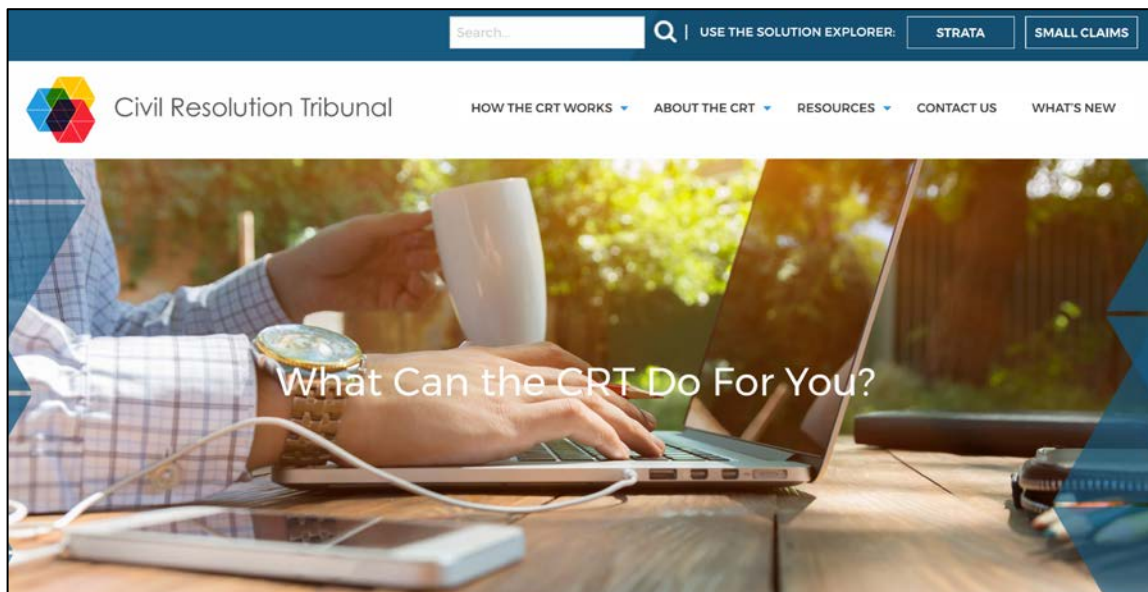 Search...
USE THE SOLUTION EXPLORER:
STRATA
SMALL CLAIMS
Civil Resolution Tribunal
HOW THE CRT WORKS
ABOUT THE CRT
RESOURCES
CONTACT US
WHAT'S NEW
What Can the CRT Do For You?